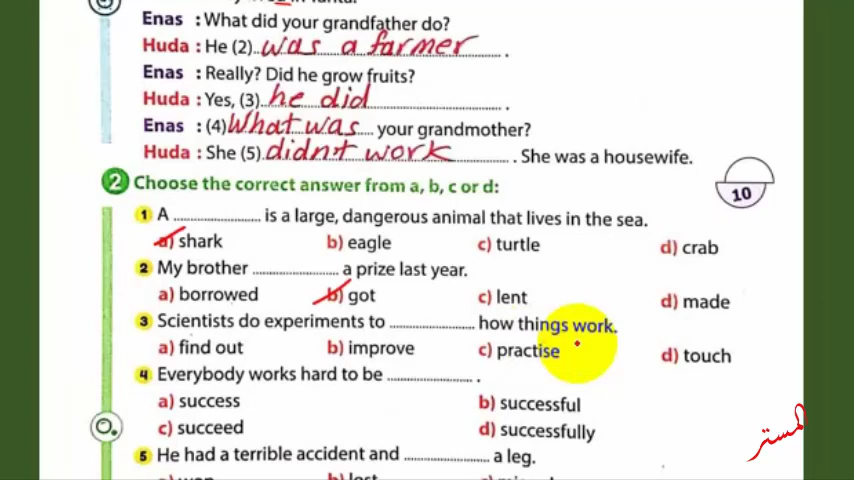 Enas : What did your grandfather do?
Huda : He (2) was a farmer .
Enas : Really? Did he grow fruits?
Huda : Yes, (3) he did .
Enas : (4) What was your grandmother?
Huda : She (5) didn't work . She was a housewife.
2 Choose the correct answer from a, b, c or d:
10
1 A .................... is a large, dangerous animal that lives in the sea.
a) shark b) eagle c) turtle d) crab
2 My brother .................... a prize last year.
a) borrowed b) got c) lent d) made
3 Scientists do experiments to .................... how things work.
a) find out b) improve c) practise d) touch
4 Everybody works hard to be .................... .
a) success b) successful
c) succeed d) successfully
5 He had a terrible accident and .................... a leg.
المستر